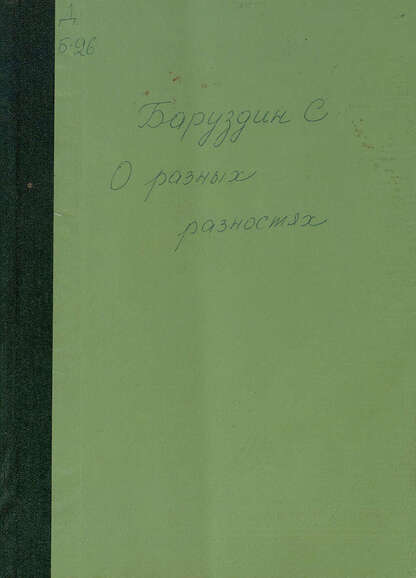 Д
Б-26
Баруздин С
О разных
разностях